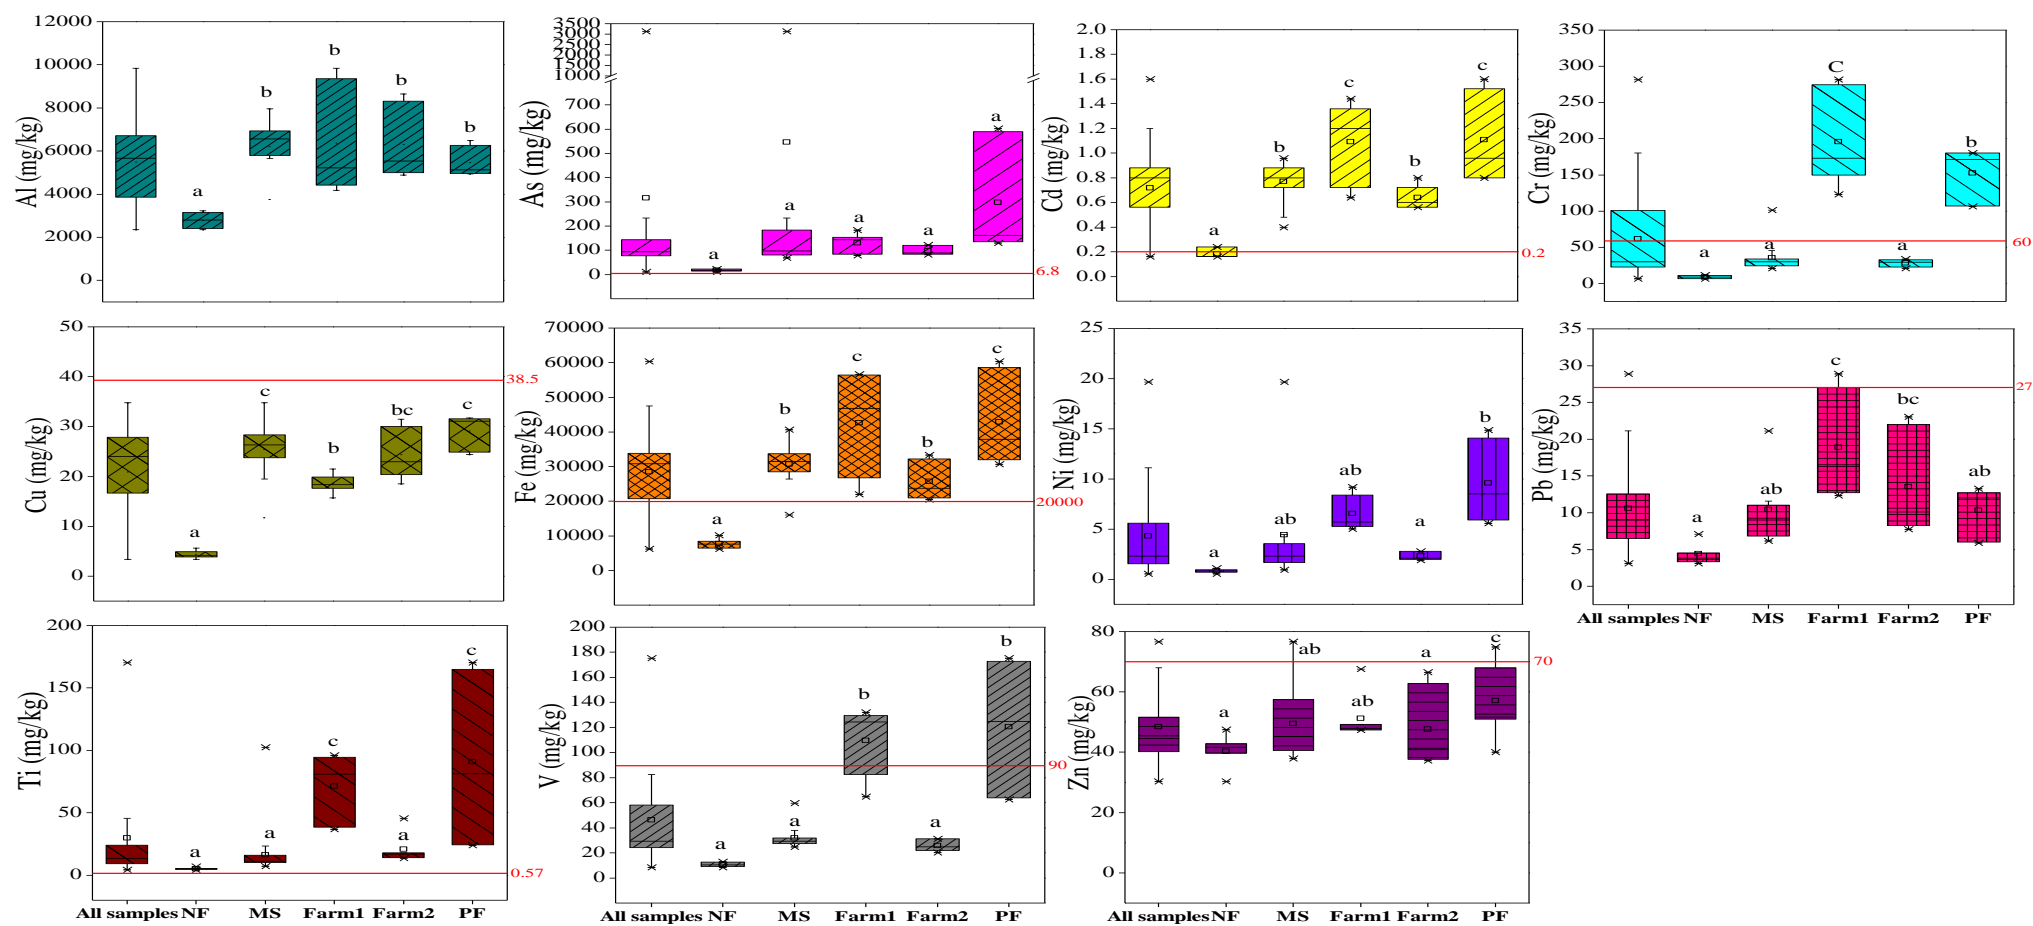 Al (mg/kg)
12000
10000
8000
6000
4000
2000
0
a
b
b
b
b
As (mg/kg)
3500
3000
2500
2000
1500
1000
700
600
500
400
300
200
100
0
a
a
a
a
a
6.8
Cd (mg/kg)
2.0
1.6
1.2
0.8
0.6
0.4
0.2
0.0
a
b
c
b
c
0.2
Cr (mg/kg)
350
300
250
200
150
100
50
0
a
a
C
a
b
60
Cu (mg/kg)
50
40
30
20
10
0
a
c
b
bc
c
38.5
Fe (mg/kg)
70000
60000
50000
40000
30000
20000
10000
0
a
b
c
b
c
20000
Ni (mg/kg)
25
20
15
10
5
0
a
ab
ab
a
b
Pb (mg/kg)
35
30
25
20
15
10
5
0
a
ab
c
bc
ab
27
All samples NF MS Farm1 Farm2 PF
Ti (mg/kg)
200
150
100
50
0
a
a
c
a
c
0.57
All samples NF MS Farm1 Farm2 PF
V (mg/kg)
200
180
160
140
120
100
80
60
40
20
0
a
a
b
a
b
90
All samples NF MS Farm1 Farm2 PF
Zn (mg/kg)
80
60
40
20
0
a
ab
ab
a
c
70
All samples NF MS Farm1 Farm2 PF